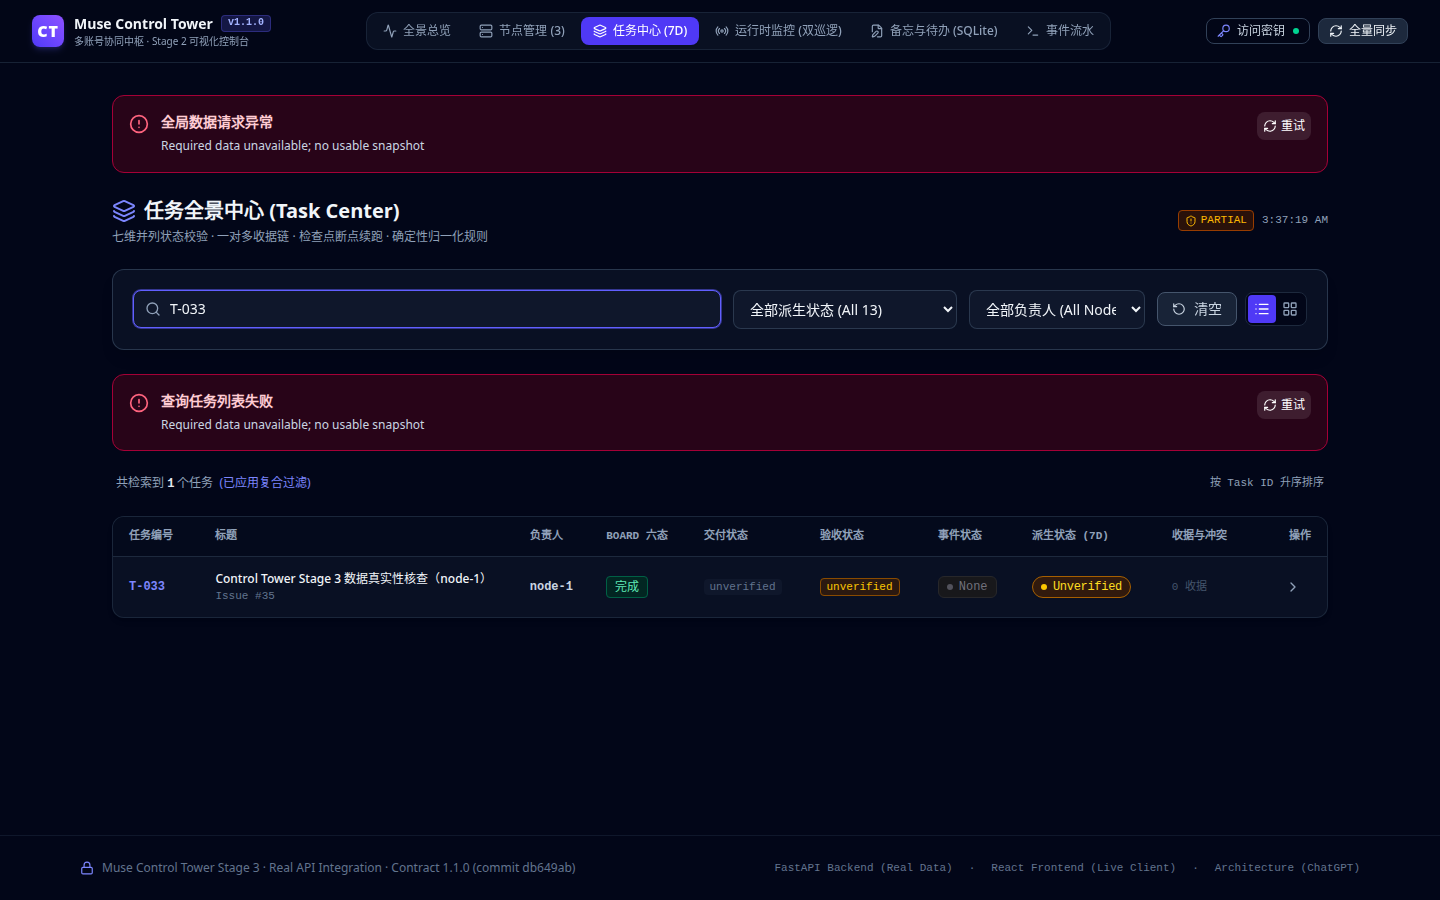 CT
Muse Control Tower v1.1.0
多账号协同中枢 · Stage 2 可视化控制台
全景总览
节点管理 (3)
任务中心 (7D)
运行时监控 (双巡逻)
备忘与待办 (SQLite)
事件流水
访问密钥
全量同步
全局数据请求异常
Required data unavailable; no usable snapshot
重试
任务全景中心 (Task Center)
七维并列状态校验 · 一对多收据链 · 检查点断点续跑 · 确定性归一化规则
PARTIAL 3:37:19 AM
T-033
全部派生状态 (All 13)
全部负责人 (All Node
清空
查询任务列表失败
Required data unavailable; no usable snapshot
重试
共检索到 1 个任务 (已应用复合过滤)
按 Task ID 升序排序
任务编号 标题 负责人 BOARD 六态 交付状态 验收状态 事件状态 派生状态 (7D) 收据与冲突 操作
T-033 Control Tower Stage 3 数据真实性核查（node-1） node-1 完成 unverified unverified None Unverified 0 收据
Issue #35
Muse Control Tower Stage 3 · Real API Integration · Contract 1.1.0 (commit db649ab)
FastAPI Backend (Real Data) · React Frontend (Live Client) · Architecture (ChatGPT)